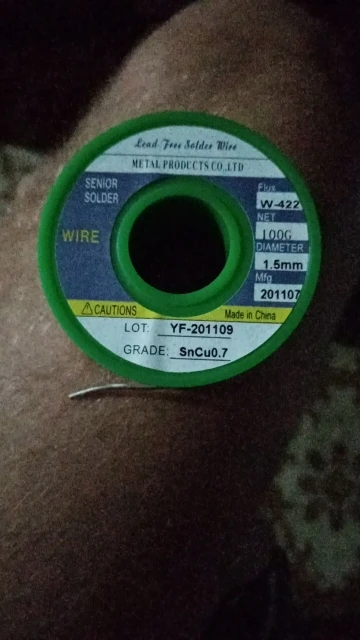 Lead Free Solder Wire
METAL PRODUCTS CO.,LTD
SENIOR
SOLDER
WIRE
Flux
W-422
NET
100G
DIAMETER
1.5mm
Mfg
201107
⚠CAUTIONS
Made in China
LOT: YF-201109
GRADE: SnCu0.7